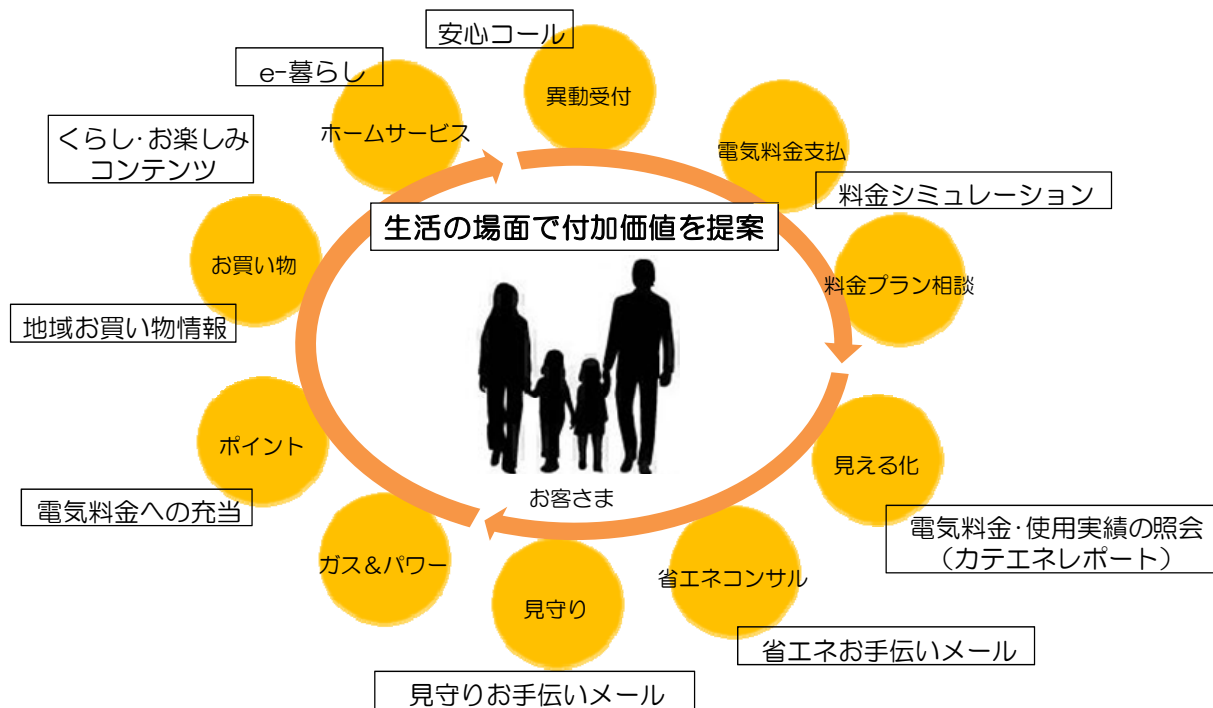 安心コール
e-暮らし
異動受付
ホームサービス
くらし･お楽しみ
コンテンツ
電気料金支払
料金シミュレーション
生活の場面で付加価値を提案
お買い物
料金プラン相談
地域お買い物情報
ポイント
見える化
お客さま
電気料金への充当
電気料金･使用実績の照会
（カテエネレポート）
ガス＆パワー
見守り
省エネコンサル
省エネお手伝いメール
見守りお手伝いメール